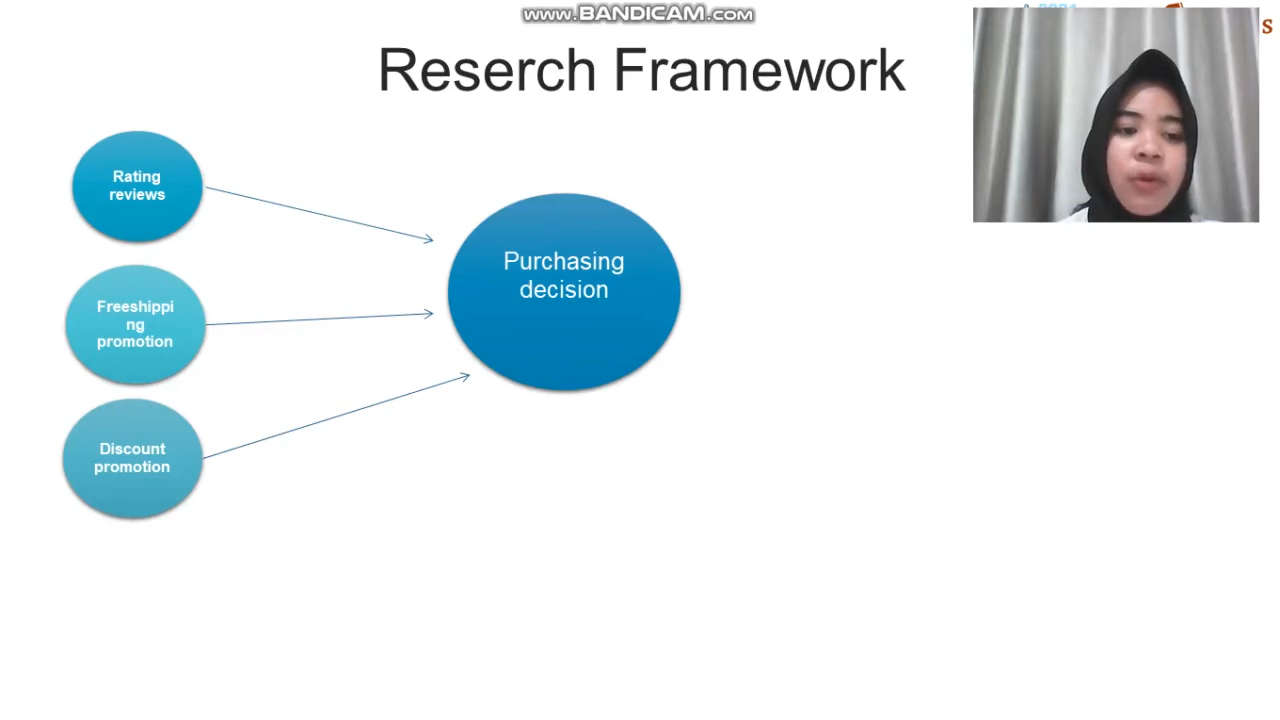 www.BANDICAM.com
Reserch Framework
s
Rating
reviews
Purchasing
decision
Freeshippi
ng
promotion
Discount
promotion